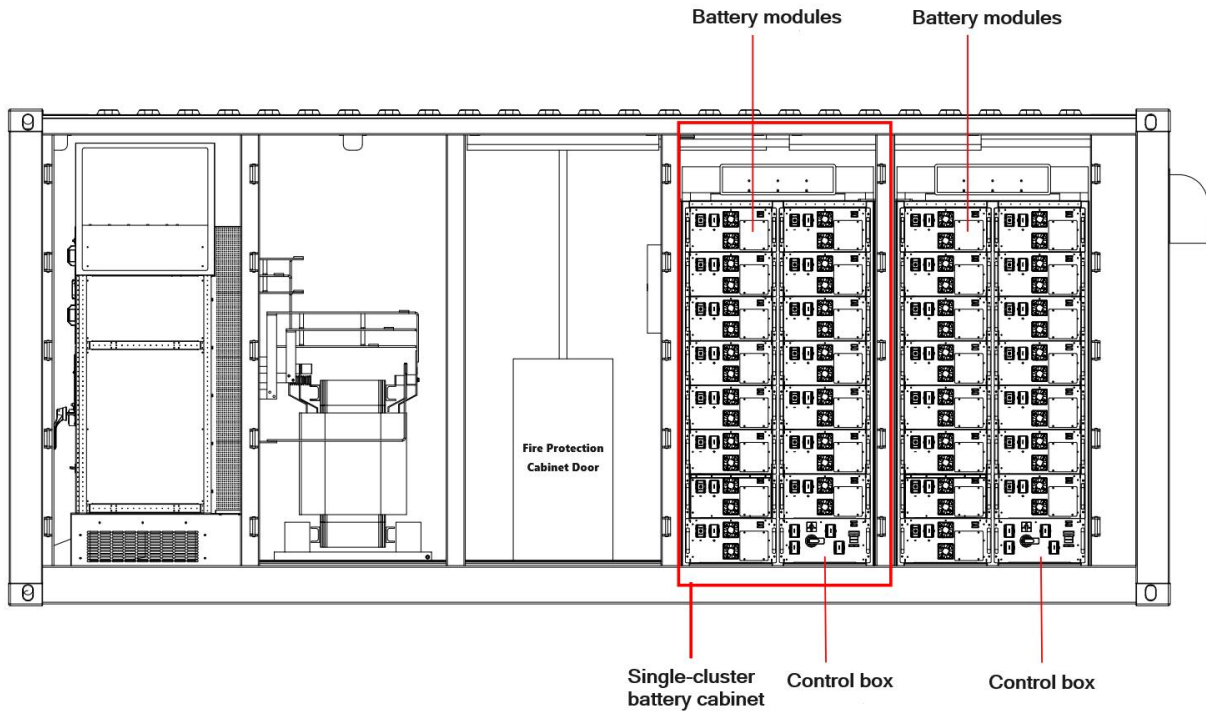 Battery modules
Battery modules
Fire Protection
Cabinet Door
Single-cluster
battery cabinet
Control box
Control box